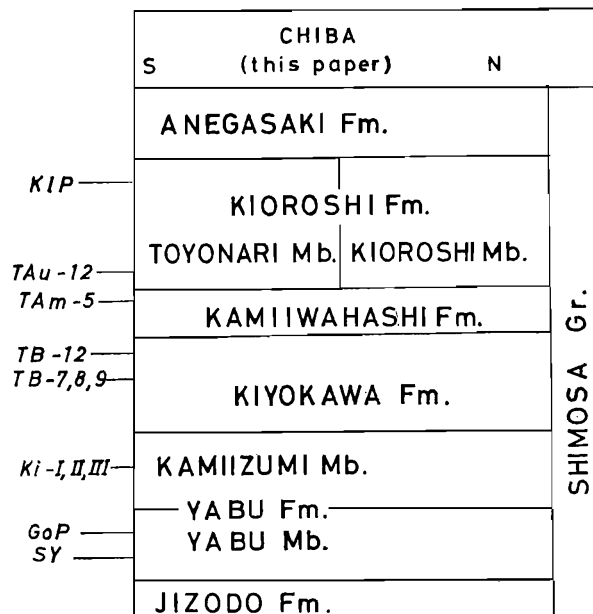 CHIBA
S (this paper) N
ANEGASAKI Fm.
KlP
KIOROSHI Fm.
TOYONARI Mb. KIOROSHI Mb.
TAu-12
TAm-5
KAMIIWAHASHI Fm.
TB-12
TB-7,8,9
KIYOKAWA Fm.
Ki-I,II,III
KAMIIZUMI Mb.
YABU Fm.
GoP
YABU Mb.
SY
JIZODO Fm.
SHIMOSA Gr.